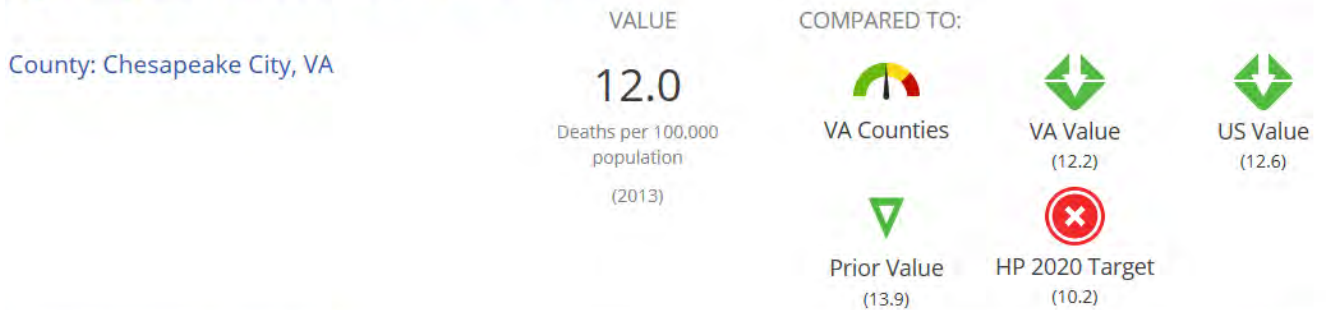 VALUE
COMPARED TO:
County: Chesapeake City, VA
12.0
Deaths per 100,000
population
(2013)
VA Counties
VA Value
(12.2)
US Value
(12.6)
Prior Value
(13.9)
HP 2020 Target
(10.2)